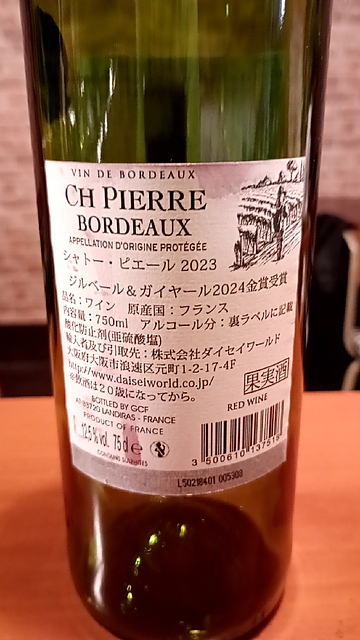 VIN DE BORDEAUX
CH PIERRE
BORDEAUX
APPELLATION D'ORIGINE PROTÉGÉE
シャトー・ピエール 2023
ジルベール&ガイヤール2024金賞受賞
品名:ワイン 原産国:フランス
内容量:750ml アルコール分:裏ラベルに記載
酸化防止剤(亜硫酸塩)
輸入者及び引取先:株式会社ダイセイワールド
大阪府大阪市浪速区元町1-2-17-4F
http://www.daiseiworld.co.jp/
※飲酒は20歳になってから。
果実酒
BOTTLED BY GCF
AT F33720 LANDIRAS - FRANCE
PRODUCT OF FRANCE
RED WINE
12,5% vol. 75 cl e
CONTAINS SULPHITES
3 500610 137519
L50218401 005308